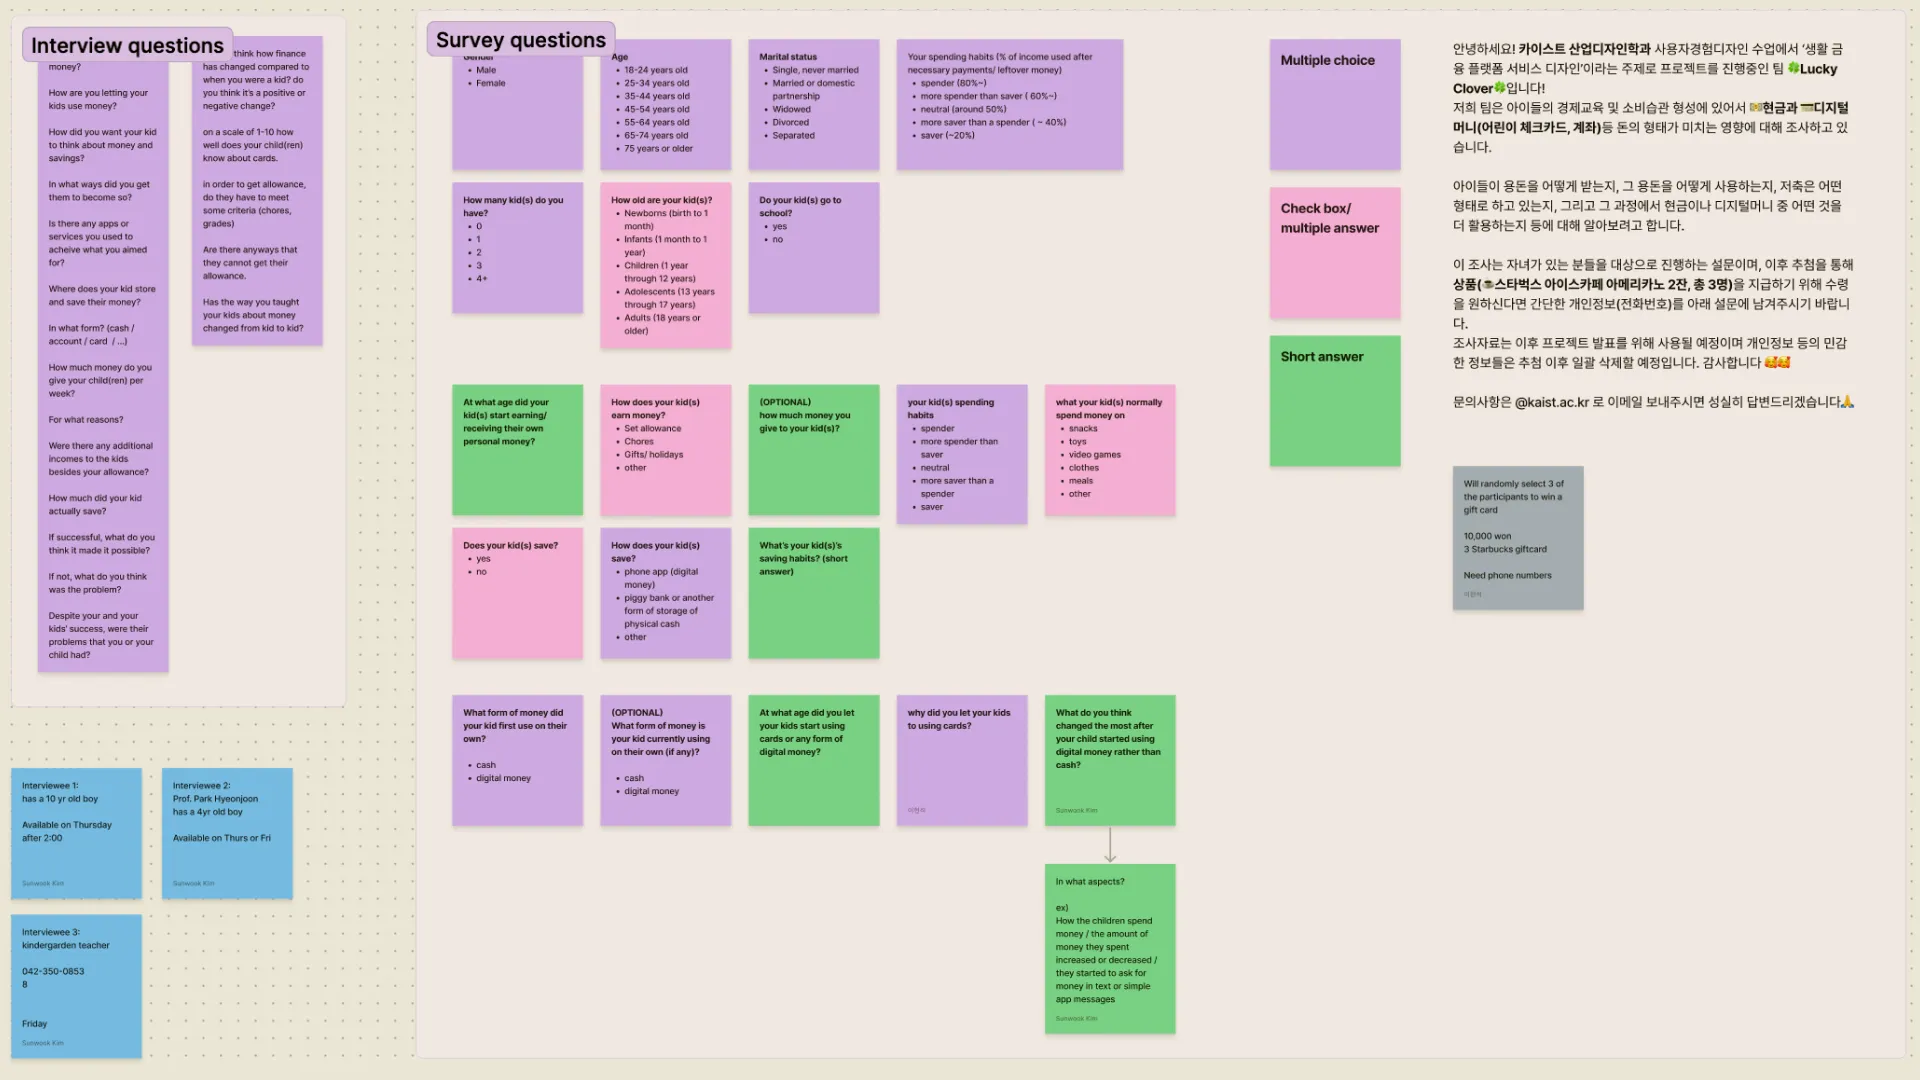 Interview questions
money?
How are you letting your
kids use money?
How did you want your kid
to think about money and
savings?
In what ways did you get
them to become so?
Is there any apps or
services you used to
acheive what you aimed
for?
Where does your kid store
and save their money?
In what form? (cash /
account / card / ...)
How much money do you
give your child(ren) per
week?
For what reasons?
Were there any additional
incomes to the kids
besides your allowance?
How much did your kid
actually save?
If successful, what do you
think it made it possible?
If not, what do you think
was the problem?
Despite your and your
kids' success, were their
problems that you or your
child had?
think how finance
has changed compared to
when you were a kid? do
you think it's a positive or
negative change?
on a scale of 1-10 how
well does your child(ren)
know about cards.
in order to get allowance,
do they have to meet
some criteria (chores,
grades)
Are there anyways that
they cannot get their
allowance.
Has the way you taught
your kids about money
changed from kid to kid?
Interviewee 1:
has a 10 yr old boy
Available on Thursday
after 2:00
Sunwook Kim
Interviewee 2:
Prof. Park Hyeonjoon
has a 4yr old boy
Available on Thurs or Fri
Sunwook Kim
Interviewee 3:
kindergarden teacher
042-350-0853
8
Friday
Sunwook Kim
Survey questions
Gender
• Male
• Female
Age
• 18-24 years old
• 25-34 years old
• 35-44 years old
• 45-54 years old
• 55-64 years old
• 65-74 years old
• 75 years or older
Marital status
• Single, never married
• Married or domestic
partnership
• Widowed
• Divorced
• Separated
Your spending habits (% of income used after
necessary payments/ leftover money)
• spender (80%~)
• more spender than saver ( 60%~)
• neutral (around 50%)
• more saver than a spender ( ~ 40%)
• saver (~20%)
How many kid(s) do you
have?
• 0
• 1
• 2
• 3
• 4+
How old are your kid(s)?
• Newborns (birth to 1
month)
• Infants (1 month to 1
year)
• Children (1 year
through 12 years)
• Adolescents (13 years
through 17 years)
• Adults (18 years or
older)
Do your kid(s) go to
school?
• yes
• no
At what age did your
kid(s) start earning/
receiving their own
personal money?
How does your kid(s)
earn money?
• Set allowance
• Chores
• Gifts/ holidays
• other
(OPTIONAL)
how much money you
give to your kid(s)?
your kid(s) spending
habits
• spender
• more spender than
saver
• neutral
• more saver than a
spender
• saver
what your kid(s) normally
spend money on
• snacks
• toys
• video games
• clothes
• meals
• other
Does your kid(s) save?
• yes
• no
How does your kid(s)
save?
• phone app (digital
money)
• piggy bank or another
form of storage of
physical cash
• other
What's your kid(s)'s
saving habits? (short
answer)
What form of money did
your kid first use on their
own?
• cash
• digital money
(OPTIONAL)
What form of money is
your kid currently using
on their own (if any)?
• cash
• digital money
At what age did you let
your kids start using
cards or any form of
digital money?
why did you let your kids
to using cards?
What do you think
changed the most after
your child started using
digital money rather than
cash?
Sunwook Kim
In what aspects?
ex)
How the children spend
money / the amount of
money they spent
increased or decreased /
they started to ask for
money in text or simple
app messages
Sunwook Kim
Multiple choice
Check box/
multiple answer
Short answer
안녕하세요! 카이스트 산업디자인학과 사용자경험디자인 수업에서 '생활 금
융 플랫폼 서비스 디자인'이라는 주제로 프로젝트를 진행중인 팀 🍀Lucky
Clover🍀입니다!
저희 팀은 아이들의 경제교육 및 소비습관 형성에 있어서 💵현금과 💳디지털
머니(어린이 체크카드, 계좌)등 돈의 형태가 미치는 영향에 대해 조사하고 있
습니다.
아이들이 용돈을 어떻게 받는지, 그 용돈을 어떻게 사용하는지, 저축은 어떤
형태로 하고 있는지, 그리고 그 과정에서 현금이나 디지털머니 중 어떤 것을
더 활용하는지 등에 대해 알아보려고 합니다.
이 조사는 자녀가 있는 분들을 대상으로 진행하는 설문이며, 이후 추첨을 통해
상품(☕스타벅스 아이스카페 아메리카노 2잔, 총 3명)을 지급하기 위해 수령
을 원하신다면 간단한 개인정보(전화번호)를 아래 설문에 남겨주시기 바랍니
다.
조사자료는 이후 프로젝트 발표를 위해 사용될 예정이며 개인정보 등의 민감
한 정보들은 추첨 이후 일괄 삭제할 예정입니다. 감사합니다 🥰🥰
문의사항은 @kaist.ac.kr 로 이메일 보내주시면 성실히 답변드리겠습니다🙏
Will randomly select 3 of
the participants to win a
gift card
10,000 won
3 Starbucks giftcard
Need phone numbers